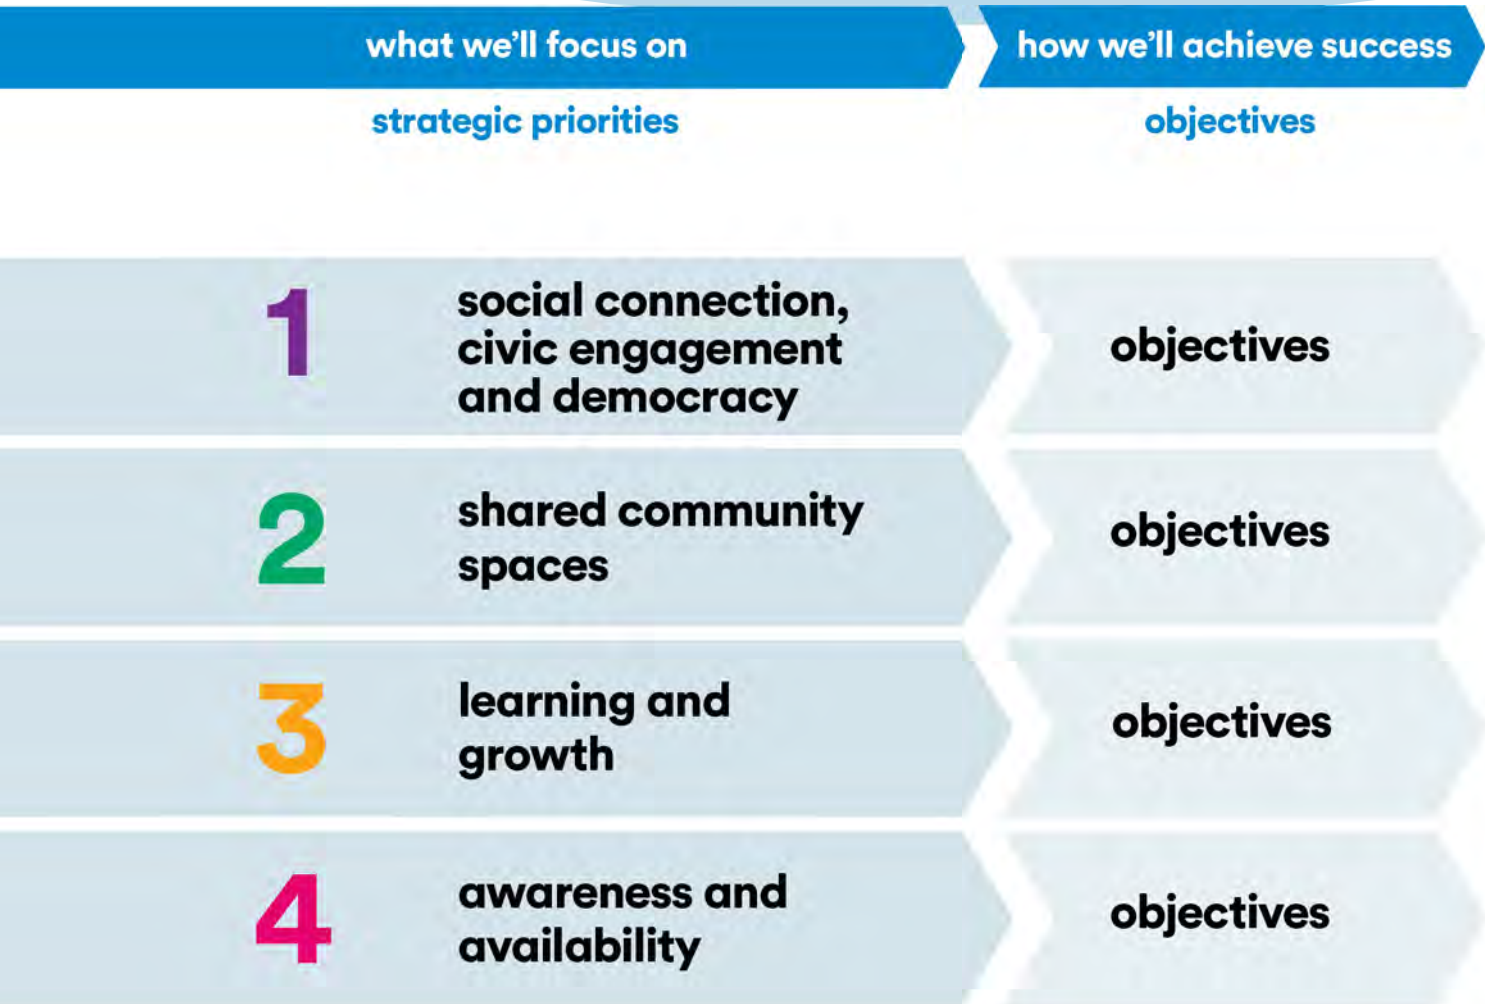 what we'll focus on
how we'll achieve success
strategic priorities
objectives
1
social connection,
civic engagement
and democracy
objectives
2
shared community
spaces
objectives
3
learning and
growth
objectives
4
awareness and
availability
objectives